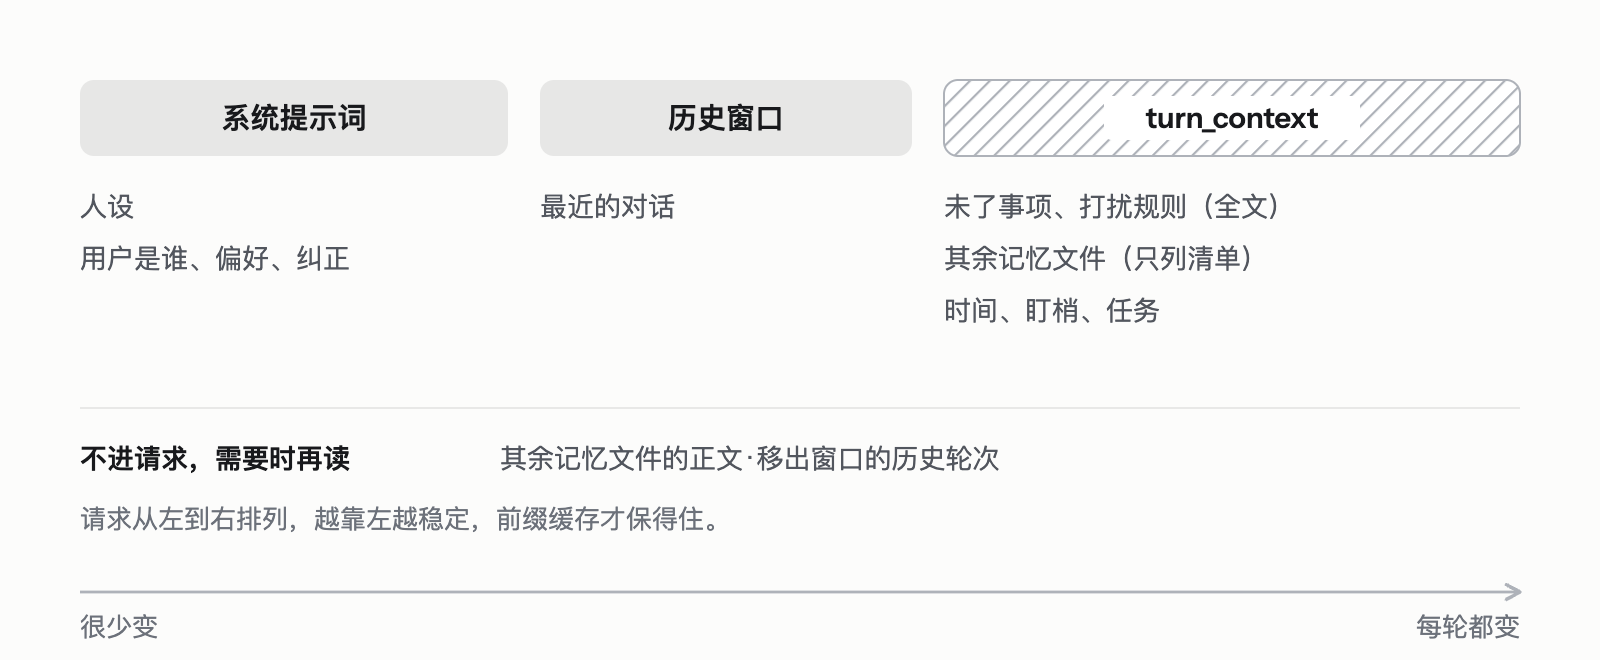 系统提示词
历史窗口
turn_context
人设
用户是谁、偏好、纠正
最近的对话
未了事项、打扰规则（全文）
其余记忆文件（只列清单）
时间、盯梢、任务
不进请求，需要时再读
其余记忆文件的正文·移出窗口的历史轮次
请求从左到右排列，越靠左越稳定，前缀缓存才保得住。
很少变
每轮都变